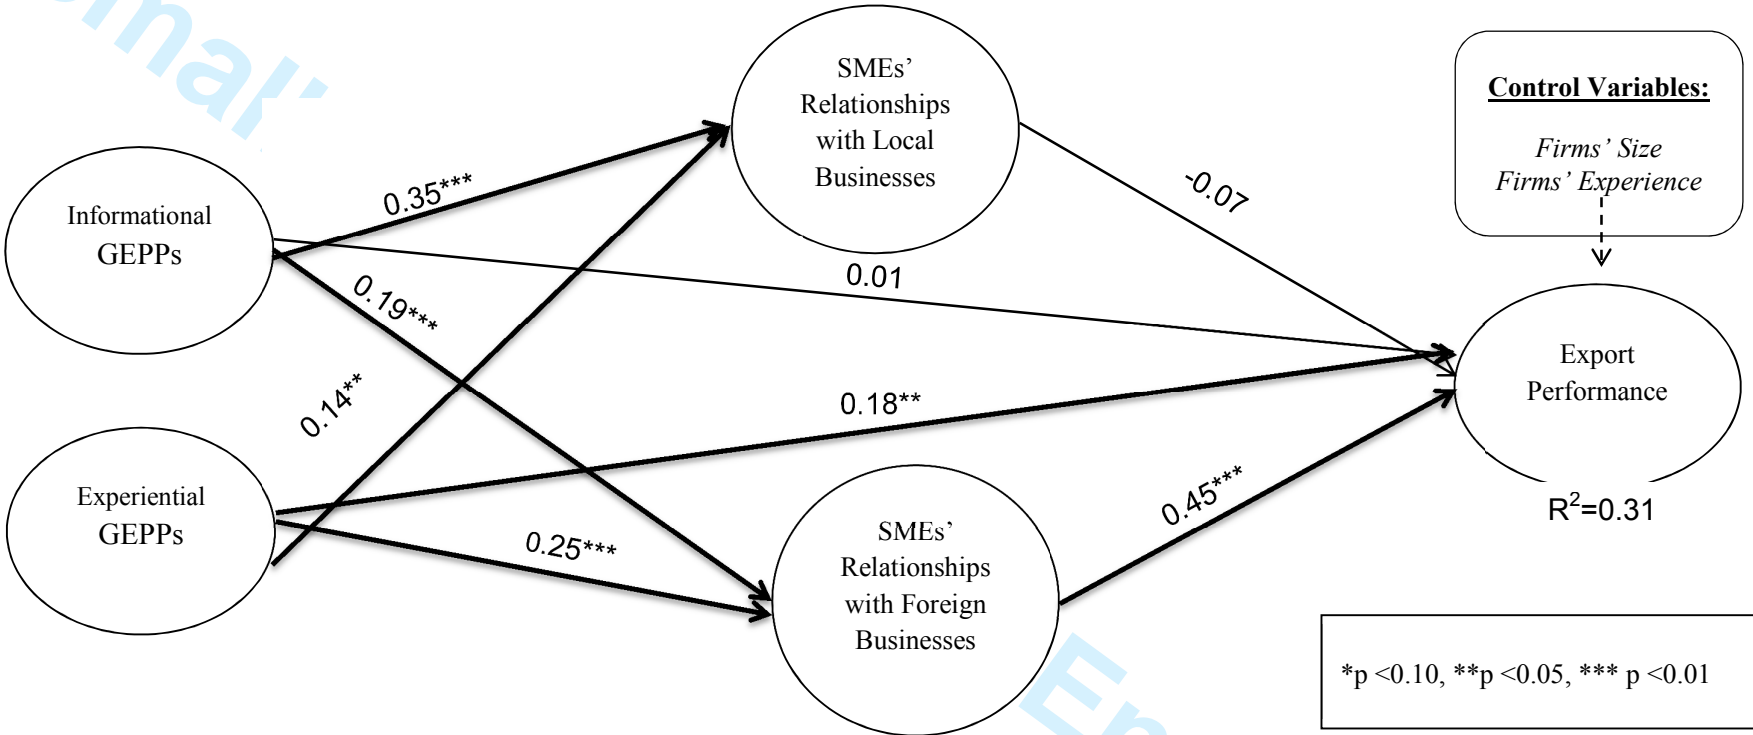 SMEs’
Relationships
with Local
Businesses
Control Variables:
Firms’ Size
Firms’ Experience
Informational
GEPPs
0.35***
-0.07
0.01
0.19***
Export
Performance
R²=0.31
0.14**
0.18**
Experiential
GEPPs
0.25***
0.45***
SMEs’
Relationships
with Foreign
Businesses
*p <0.10, **p <0.05, *** p <0.01